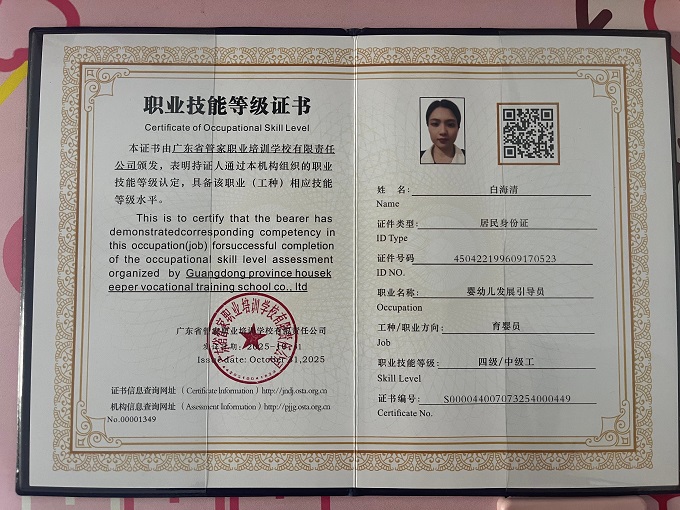 职业技能等级证书
Certificate of Occupational Skill Level
本证书由广东省管家职业培训学校有限责任
公司颁发，表明持证人通过本机构组织的职业
技能等级认定，具备该职业（工种）相应技能
等级水平。
This is to certify that the bearer has
demonstratedcorresponding competency in
this occupation(job) forsuccessful completion
of the occupational skill level assessment
organized by Guangdong province housek
eeper vocational training school co., ltd
广东省管家职业培训学校有限责任公司
Issue date: October 31,2025
证书信息查询网址 （Certificate Information）http://jndj.osta.org.cn
机构信息查询网址 （Assessment Information）http://pjjg.osta.org.cn
No.00001349
姓 名： 白海清
Name
证件类型： 居民身份证
ID Type
证件号码 450422199609170523
ID NO.
职业名称： 婴幼儿发展引导员
Occupation
工种/职业方向： 育婴员
Job
职业技能等级： 四级/中级工
Skill Level
证书编号： S000044007073254000449
Certificate No.